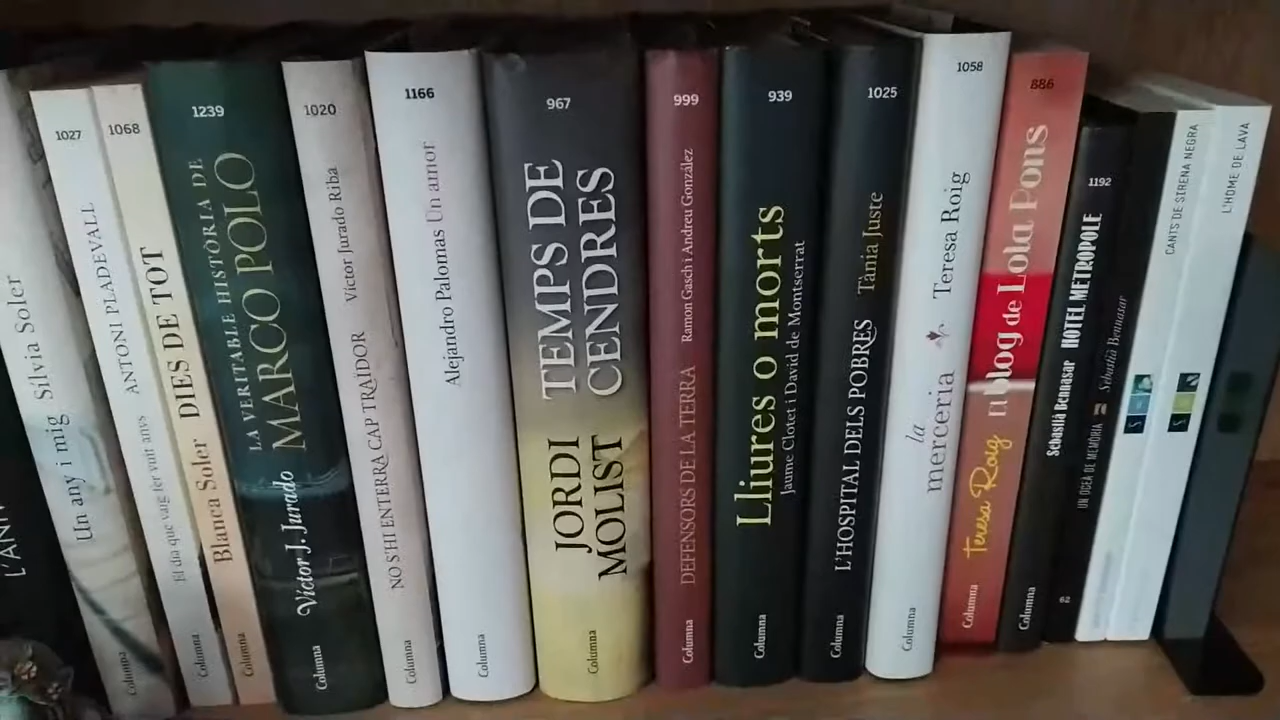 L'ÀNI
Un any i mig Sílvia Soler
Columna
1027
ANTONI PLADEVALL
El dia que vaig fer vuit anys
Columna
1068
Blanca Soler DIES DE TOT
Columna
1239
LA VERITABLE HISTÒRIA DE
MARCO POLO
Víctor J. Jurado
Columna
1020
NO S'HI ENTERRA CAP TRAÏDOR Víctor Jurado Riba
Columna
1166
Alejandro Palomas Un amor
Columna
967
TEMPS DE
CENDRES
JORDI
MOLIST
Columna
999
DEFENSORS DE LA TERRA Ramon Gasch i Andreu González
Columna
939
Lliures o morts
Jaume Clotet i David de Montserrat
Columna
1025
L'HOSPITAL DELS POBRES Tània Juste
Columna
1058
la
merceria Teresa Roig
Columna
886
Teresa Roig El blog de Lola Pons
Columna
1192
Sebastià Bennasar HOTEL METROPOLE
Columna
UN OCEÀ DE MEMÒRIA Sebastià Bennasar
CANTS DE SIRENA NEGRA
L'HOME DE LAVA